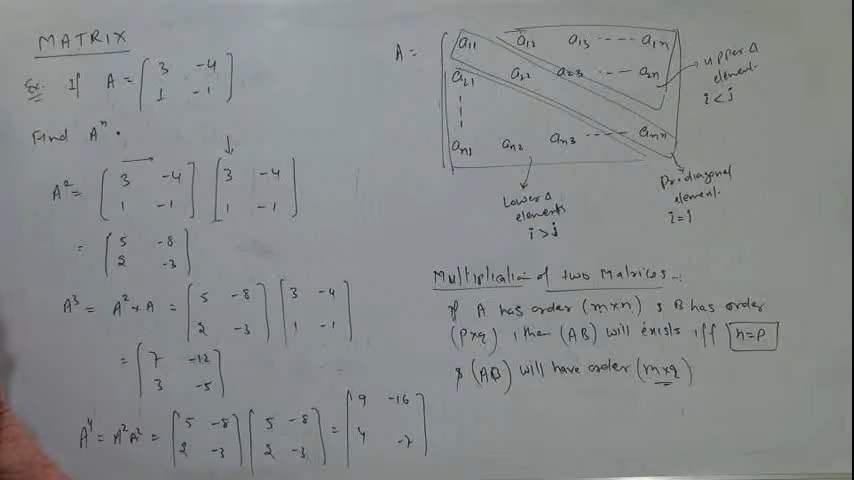 MATRIX
Ex: If A = [ 3 -4
1 -1 ]
Find Aⁿ.
A² = [ 3 -4 [ 3 -4
1 -1 ] 1 -1 ]
= [ 5 -8
2 -3 ]
A³ = A² × A = [ 5 -8 [ 3 -4
2 -3 ] 1 -1 ]
= [ 7 -12
3 -5 ]
A⁴ = A²A² = [ 5 -8 [ 5 -8 = [ 9 -16
2 -3 ] 2 -3 ] 4 -7 ]
A = [ a11 a12 a13 ---- a1n
a21 a22 a23 --- a2n
an1 an2 an3 ----- ann ]
upper Δ
element.
i < j
Pr. diagonal
element.
i = j
Lower Δ
elements
i > j
Multiplication of two Matrices -:
If A has order (m×n) & B has order
(p×q), then (AB) will exists iff n=p
& (AB) will have order (m×q)